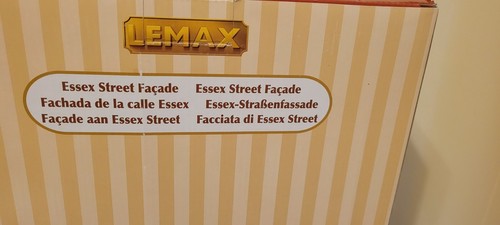 LEMAX
Essex Street Façade Essex Street Façade
Fachada de la calle Essex Essex-Straßenfassade
Façade aan Essex Street Facciata di Essex Street